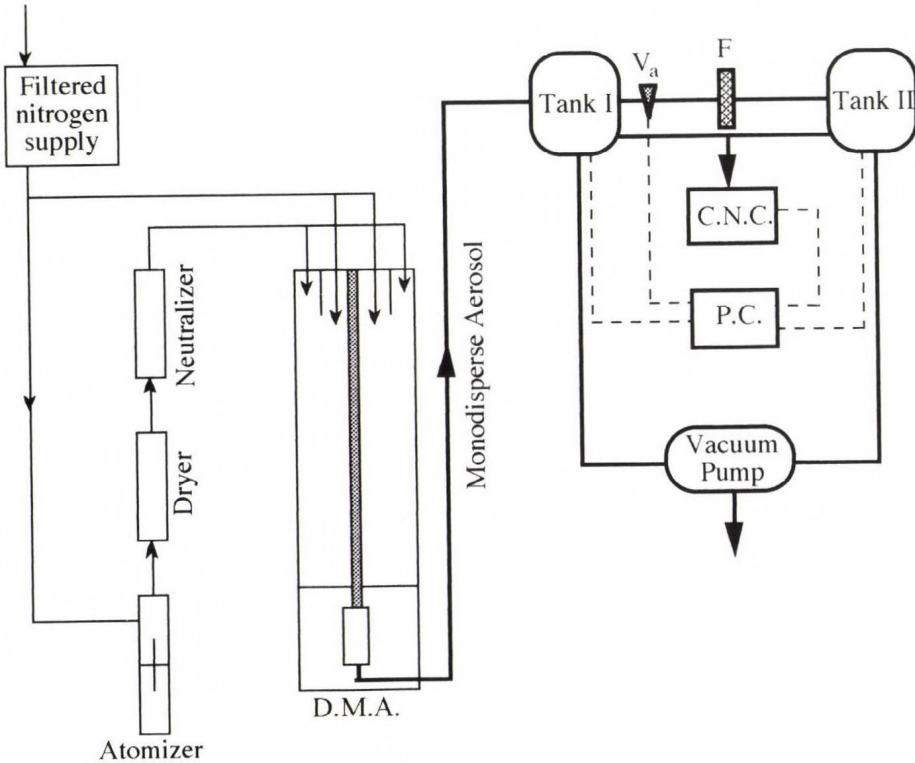 Filtered
nitrogen
supply
Neutralizer
Dryer
Atomizer
D.M.A.
Monodisperse Aerosol
Tank I
Va
F
Tank II
C.N.C.
P.C.
Vacuum
Pump